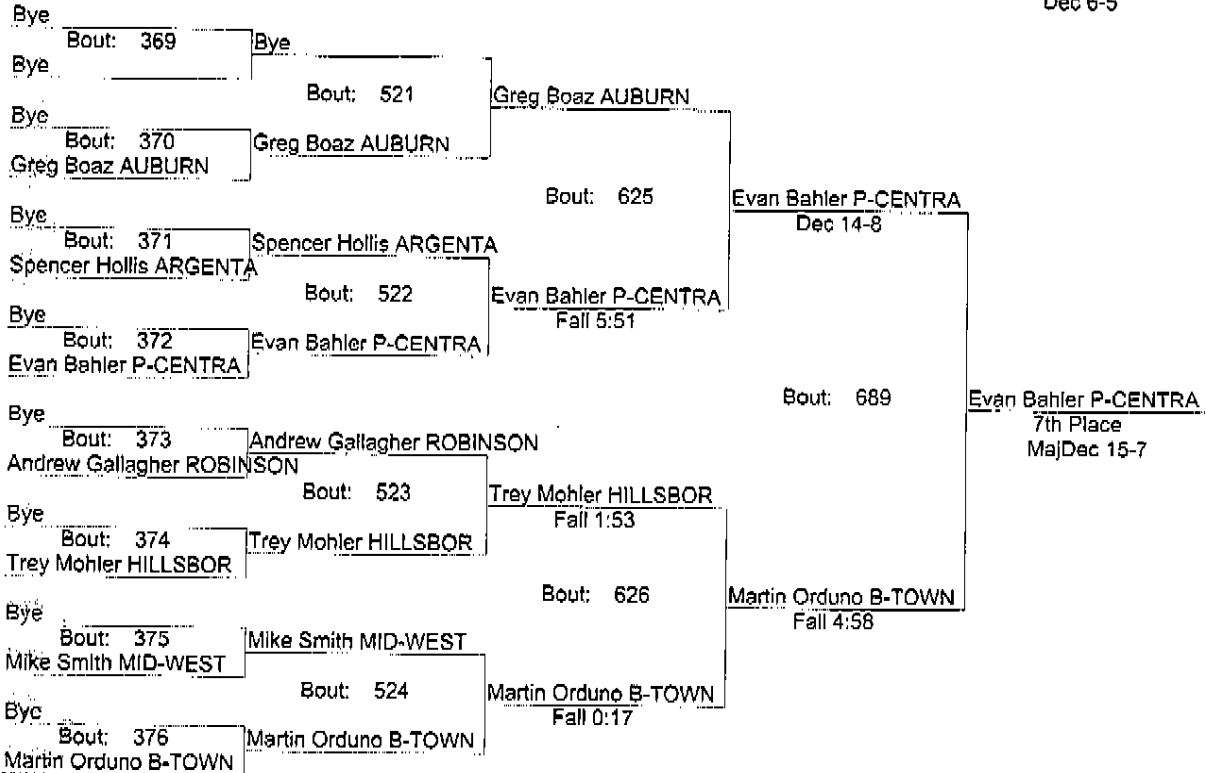 Dec 6-5
Bye
Bout: 369 Bye
Bye
Bout: 521 Greg Boaz AUBURN
Bye
Bout: 370 Greg Boaz AUBURN
Greg Boaz AUBURN
Bout: 625 Evan Bahler P-CENTRA
Dec 14-8
Bye
Bout: 371 Spencer Hollis ARGENTA
Spencer Hollis ARGENTA
Bout: 522 Evan Bahler P-CENTRA
Fall 5:51
Bye
Bout: 372 Evan Bahler P-CENTRA
Evan Bahler P-CENTRA
Bout: 689 Evan Bahler P-CENTRA
7th Place
MajDec 15-7
Bye
Bout: 373 Andrew Gallagher ROBINSON
Andrew Gallagher ROBINSON
Bout: 523 Trey Mohler HILLSBOR
Fall 1:53
Bye
Bout: 374 Trey Mohler HILLSBOR
Trey Mohler HILLSBOR
Bout: 626 Martin Orduno B-TOWN
Fall 4:58
Bye
Bout: 375 Mike Smith MID-WEST
Mike Smith MID-WEST
Bout: 524 Martin Orduno B-TOWN
Fall 0:17
Bye
Bout: 376 Martin Orduno B-TOWN
Martin Orduno B-TOWN